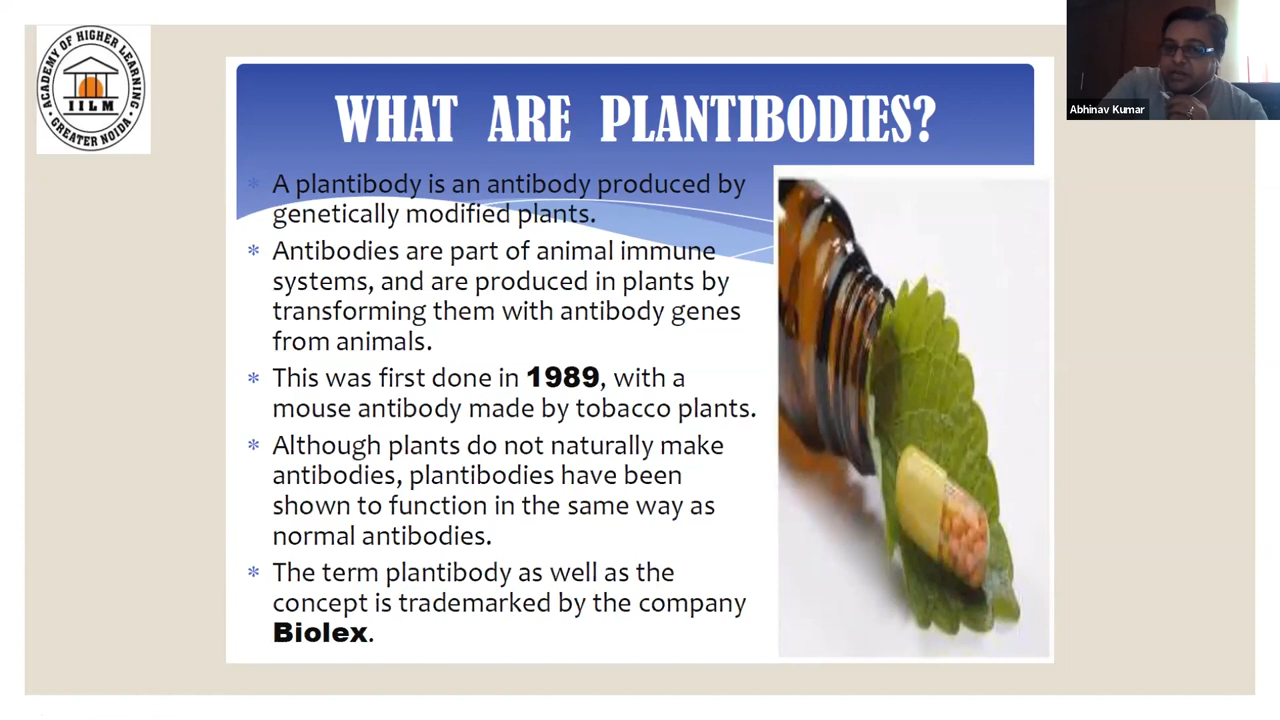 ACADEMY OF HIGHER LEARNING
IILM
GREATER NOIDA
Abhinav Kumar
WHAT ARE PLANTIBODIES?
* A plantibody is an antibody produced by
genetically modified plants.
* Antibodies are part of animal immune
systems, and are produced in plants by
transforming them with antibody genes
from animals.
* This was first done in 1989, with a
mouse antibody made by tobacco plants.
* Although plants do not naturally make
antibodies, plantibodies have been
shown to function in the same way as
normal antibodies.
* The term plantibody as well as the
concept is trademarked by the company
Biolex.